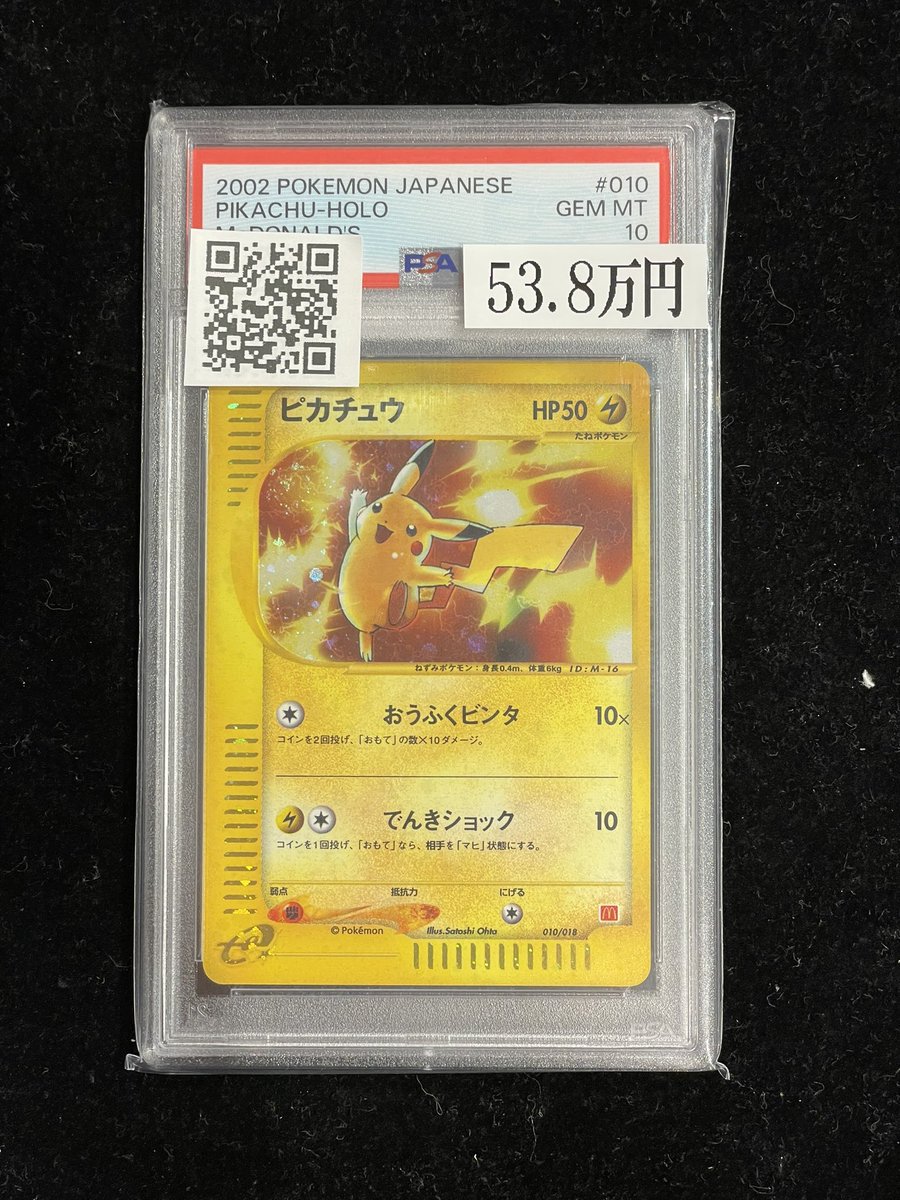 2002 POKEMON JAPANESE #010
PIKACHU-HOLO GEM MT
McDONALD'S 10
PSA
53.8万円
ピカチュウ HP50
たねポケモン
ねずみポケモン：身長0.4m、体重6kg ID:M-16
おうふくビンタ 10×
コインを2回投げ、「おもて」の数×10ダメージ。
でんきショック 10
コインを1回投げ、「おもて」なら、相手を「マヒ」状態にする。
弱点 抵抗力 にげる
©Pokémon Illus.Satoshi Ohta 010/018
PSA